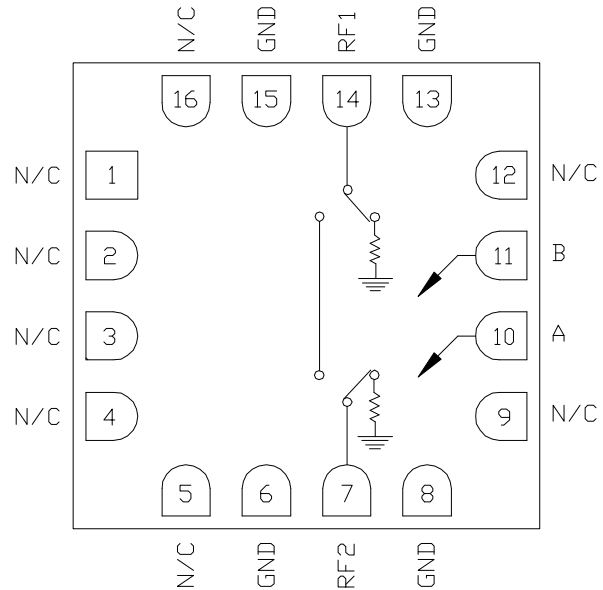 N/C GND RF1 GND
16 15 14 13
N/C 1 12 N/C
N/C 2 11 B
N/C 3 10 A
N/C 4 9 N/C
5 6 7 8
N/C GND RF2 GND